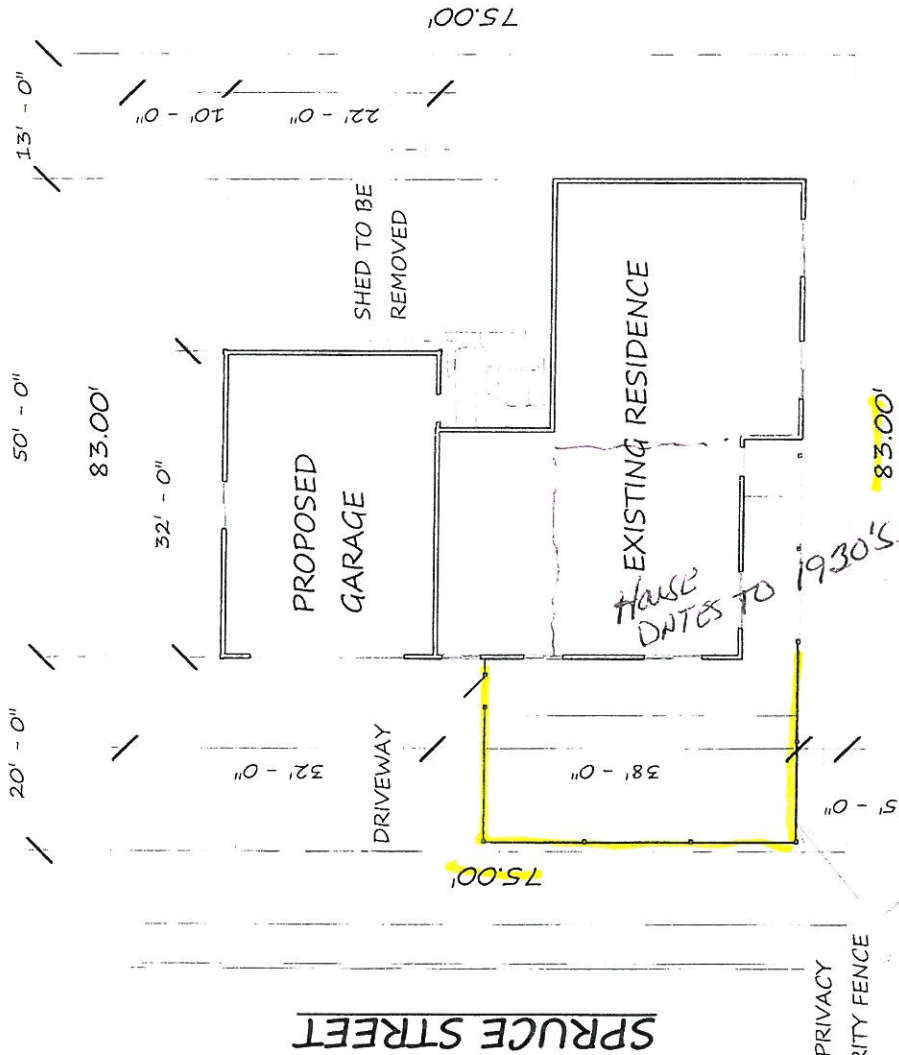 75.00'
13' - 0"
10' - 0"
22' - 0"
SHED TO BE
REMOVED
50' - 0"
83.00'
32' - 0"
PROPOSED
GARAGE
EXISTING RESIDENCE
HOUSE
DATES TO 1930'S
83.00'
20' - 0"
32' - 0"
DRIVEWAY
38' - 0"
5' - 0"
75.00'
SPRUCE STREET
PRIVACY
RITY FENCE